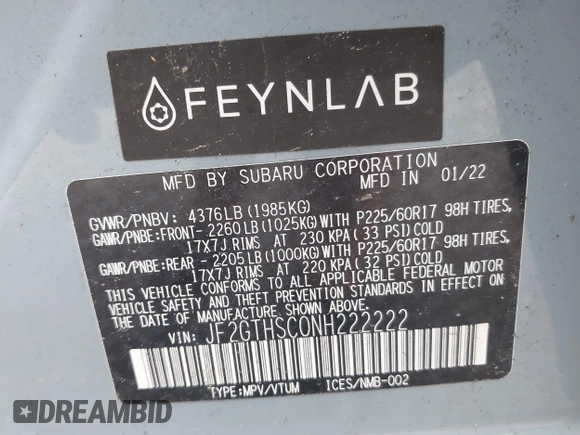 FEYNLAB
MFD BY SUBARU CORPORATION
MFD IN 01/22
GVWR/PNBV: 4376LB(1985KG)
GAWR/PNBE:FRONT-2260LB(1025KG)WITH P225/60R17 98H TIRES,
17X7J RIMS AT 230 KPA(33 PSI)COLD
GAWR/PNBE:REAR -2205LB(1000KG)WITH P225/60R17 98H TIRES,
17X7J RIMS AT 220 KPA(32 PSI)COLD
THIS VEHICLE CONFORMS TO ALL APPLICABLE FEDERAL MOTOR
VEHICLE SAFETY AND THEFT PREVENTION STANDARDS IN EFFECT ON
THE DATE OF MANUFACTURE SHOWN ABOVE.
VIN: JF2GTHSC0NH222222
TYPE:MPV/VTUM ICES/NMB-002
DREAMBID